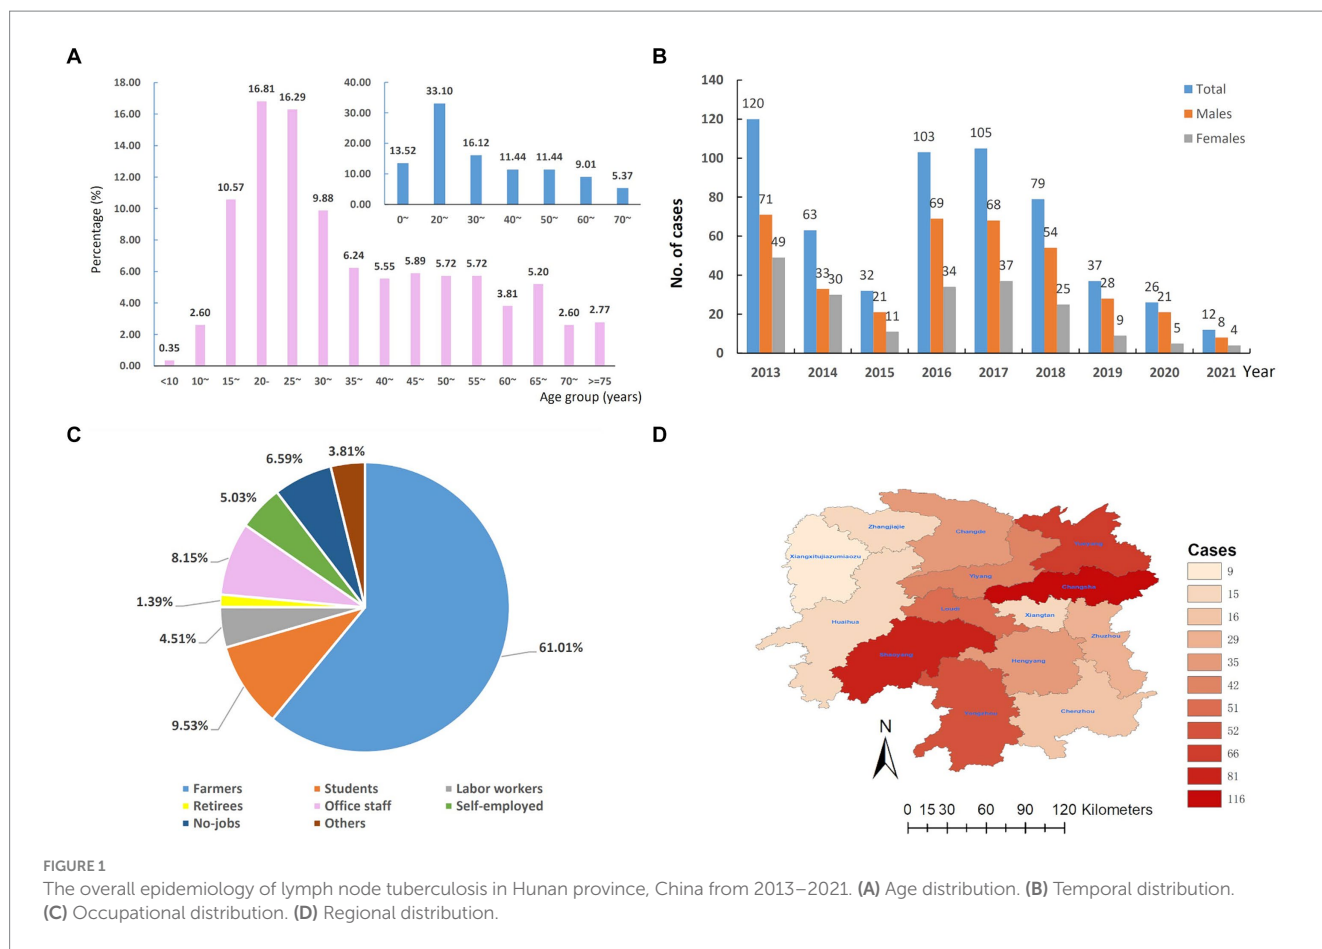 A
Percentage (%)
18.00
16.00
14.00
12.00
10.00
8.00
6.00
4.00
2.00
0.00
0.35
2.60
10.57
16.81
16.29
9.88
6.24
5.55
5.89
5.72
5.72
3.81
5.20
2.60
2.77
<10 10~ 15~ 20- 25~ 30~ 35~ 40~ 45~ 50~ 55~ 60~ 65~ 70~ >=75
Age group (years)
40.00
30.00
20.00
10.00
0.00
13.52
33.10
16.12
11.44
11.44
9.01
5.37
0~ 20~ 30~ 40~ 50~ 60~ 70~
B
No. of cases
140
120
100
80
60
40
20
0
120
71
49
63
33
30
32
21
11
103
69
34
105
68
37
79
54
25
37
28
9
26
21
5
12
8
4
2013 2014 2015 2016 2017 2018 2019 2020 2021 Year
Total
Males
Females
C
61.01%
9.53%
4.51%
1.39%
8.15%
5.03%
6.59%
3.81%
Farmers Students Labor workers
Retirees Office staff Self-employed
No-jobs Others
D
Zhangjiajie
Changde
Xiangxitujiazumiaozu
Yiyang
Changsha
Loudi
Xiangtan
Huaihua
Zhuzhou
Shaoyang
Hengyang
Chenzhou
N
0 15 30 60 90 120 Kilometers
Cases
9
15
16
29
35
42
51
52
66
81
116
FIGURE 1
The overall epidemiology of lymph node tuberculosis in Hunan province, China from 2013–2021. (A) Age distribution. (B) Temporal distribution.
(C) Occupational distribution. (D) Regional distribution.